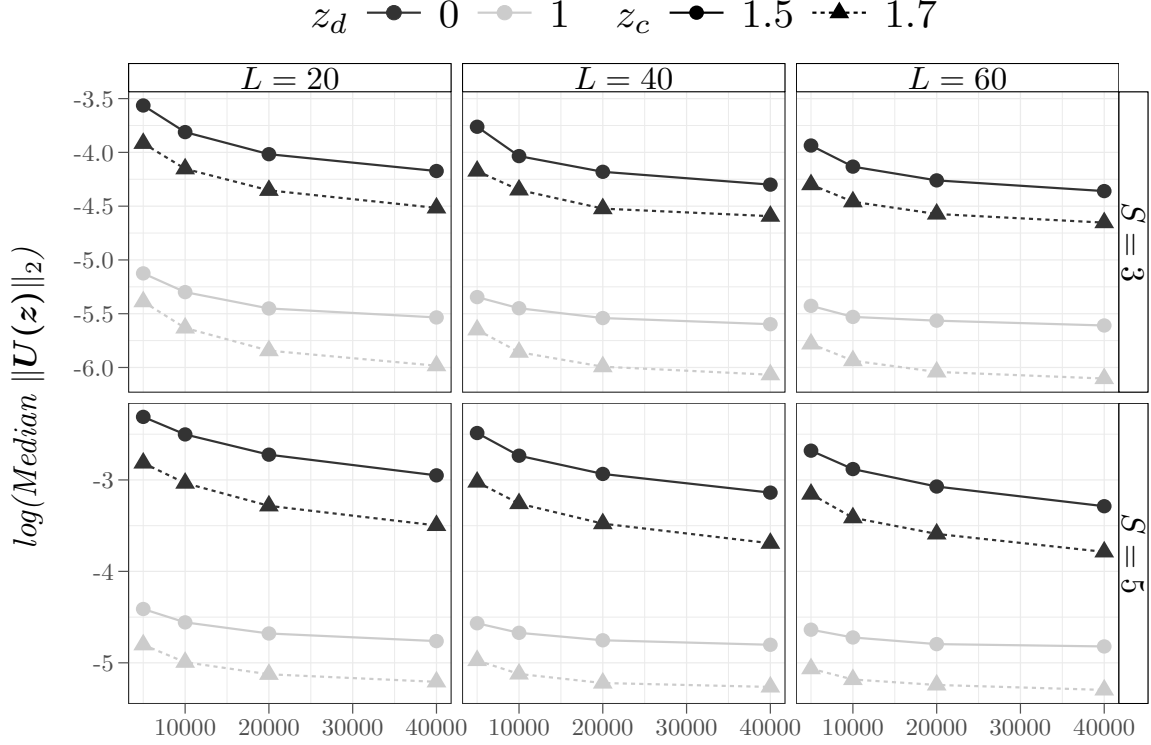 z_d 0 1 z_c 1.5 1.7
L = 20 L = 40 L = 60
-3.5
-4.0
-4.5
-5.0
-5.5
-6.0
S = 3
log(Median ||U(z)||_2)
-3
-4
-5
S = 5
10000 20000 30000 40000 10000 20000 30000 40000 10000 20000 30000 40000